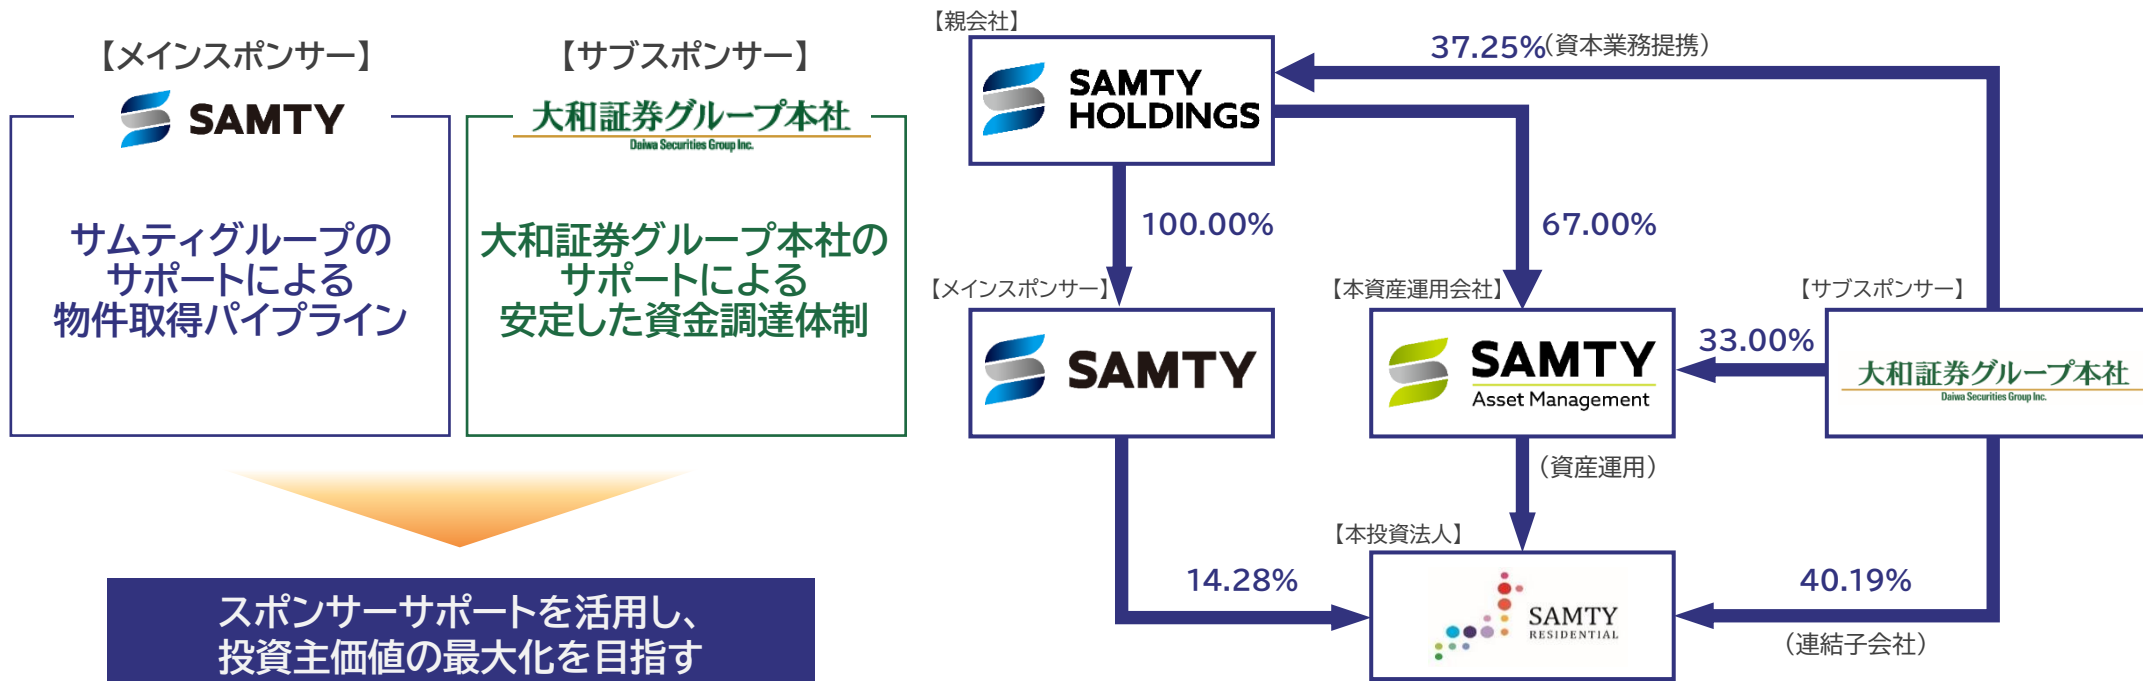 【メインスポンサー】
SAMTY
サムティグループの
サポートによる
物件取得パイプライン
【サブスポンサー】
大和証券グループ本社
Daiwa Securities Group Inc.
大和証券グループ本社の
サポートによる
安定した資金調達体制
スポンサーサポートを活用し、
投資主価値の最大化を目指す
【親会社】
SAMTY
HOLDINGS
37.25%(資本業務提携)
100.00%
67.00%
【メインスポンサー】
SAMTY
【本資産運用会社】
SAMTY
Asset Management
33.00%
【サブスポンサー】
大和証券グループ本社
Daiwa Securities Group Inc.
(資産運用)
【本投資法人】
14.28%
SAMTY
RESIDENTIAL
40.19%
(連結子会社)